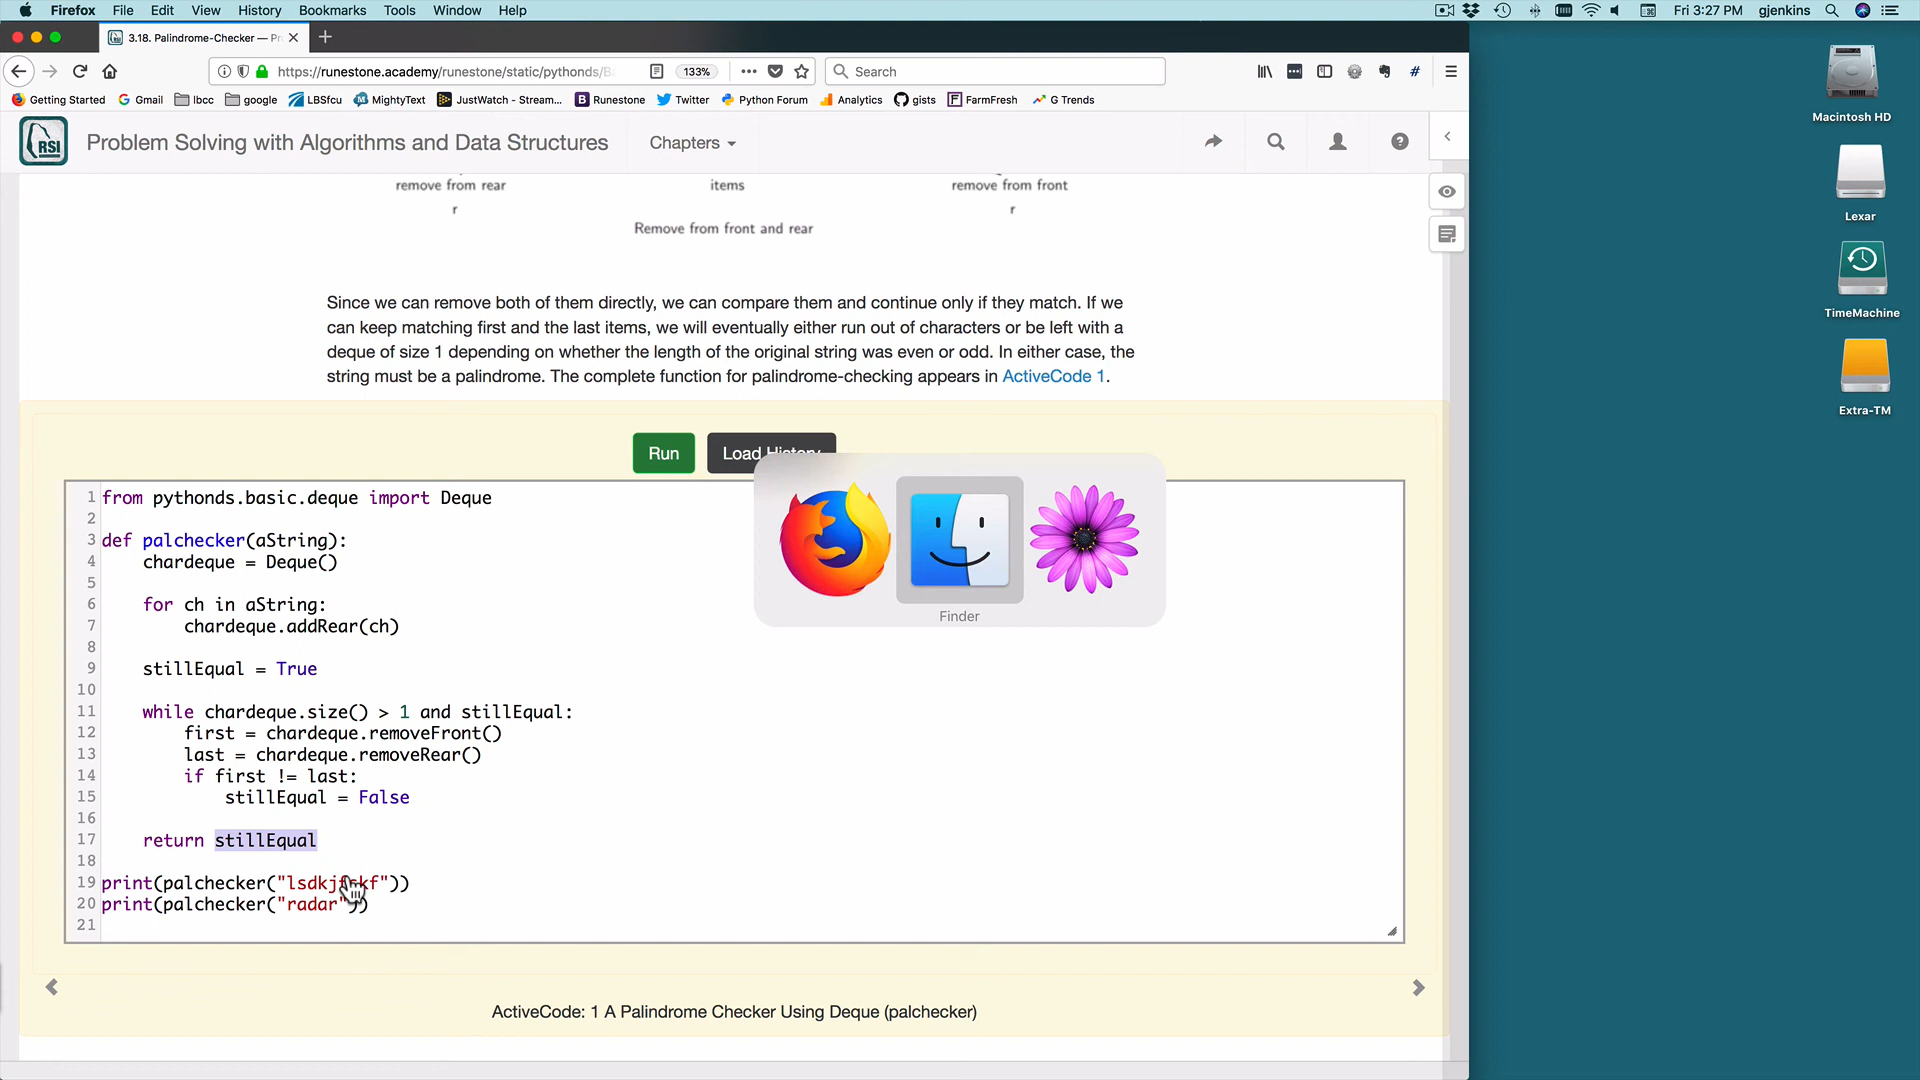 Firefox File Edit View History Bookmarks Tools Window Help
Fri 3:27 PM gjenkins
3.18. Palindrome-Checker — Pr
https://runestone.academy/runestone/static/pythonds/B
133%
Search
Getting Started Gmail lbcc google LBSfcu MightyText JustWatch - Stream... Runestone Twitter Python Forum Analytics gists FarmFresh G Trends
RSI
Problem Solving with Algorithms and Data Structures
Chapters
remove from rear items remove from front
r r
Remove from front and rear
Since we can remove both of them directly, we can compare them and continue only if they match. If we
can keep matching first and the last items, we will eventually either run out of characters or be left with a
deque of size 1 depending on whether the length of the original string was even or odd. In either case, the
string must be a palindrome. The complete function for palindrome-checking appears in ActiveCode 1.
Run Load History
1 from pythonds.basic.deque import Deque
2
3 def palchecker(aString):
4 chardeque = Deque()
5
6 for ch in aString:
7 chardeque.addRear(ch)
8
9 stillEqual = True
10
11 while chardeque.size() > 1 and stillEqual:
12 first = chardeque.removeFront()
13 last = chardeque.removeRear()
14 if first != last:
15 stillEqual = False
16
17 return stillEqual
18
19 print(palchecker("lsdkjfskf"))
20 print(palchecker("radar"))
21
Finder
ActiveCode: 1 A Palindrome Checker Using Deque (palchecker)
Macintosh HD
Lexar
TimeMachine
Extra-TM